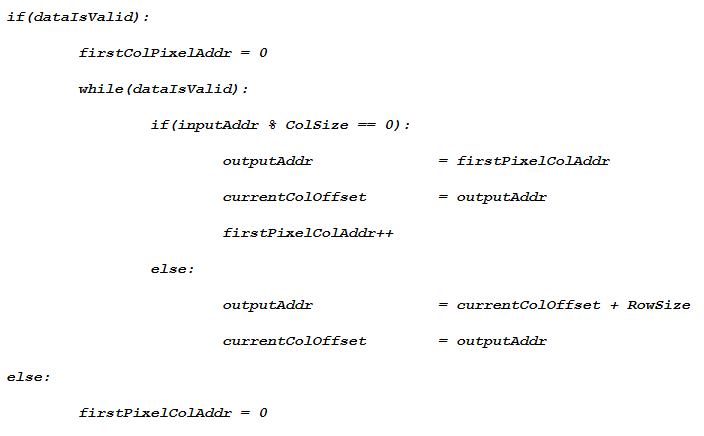 if(dataIsValid):
firstColPixelAddr = 0
while(dataIsValid):
if(inputAddr % ColSize == 0):
outputAddr = firstPixelColAddr
currentColOffset = outputAddr
firstPixelColAddr++
else:
outputAddr = currentColOffset + RowSize
currentColOffset = outputAddr
else:
firstPixelColAddr = 0